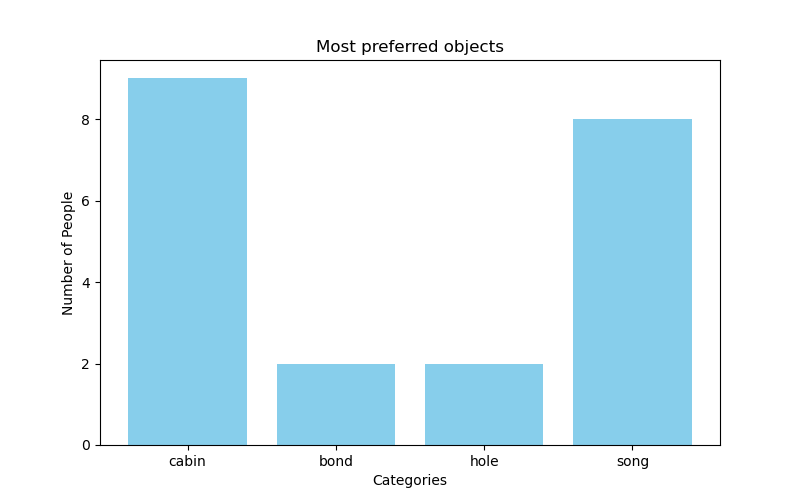 Most preferred objects
Number of People
8
6
4
2
0
cabin bond hole song
Categories